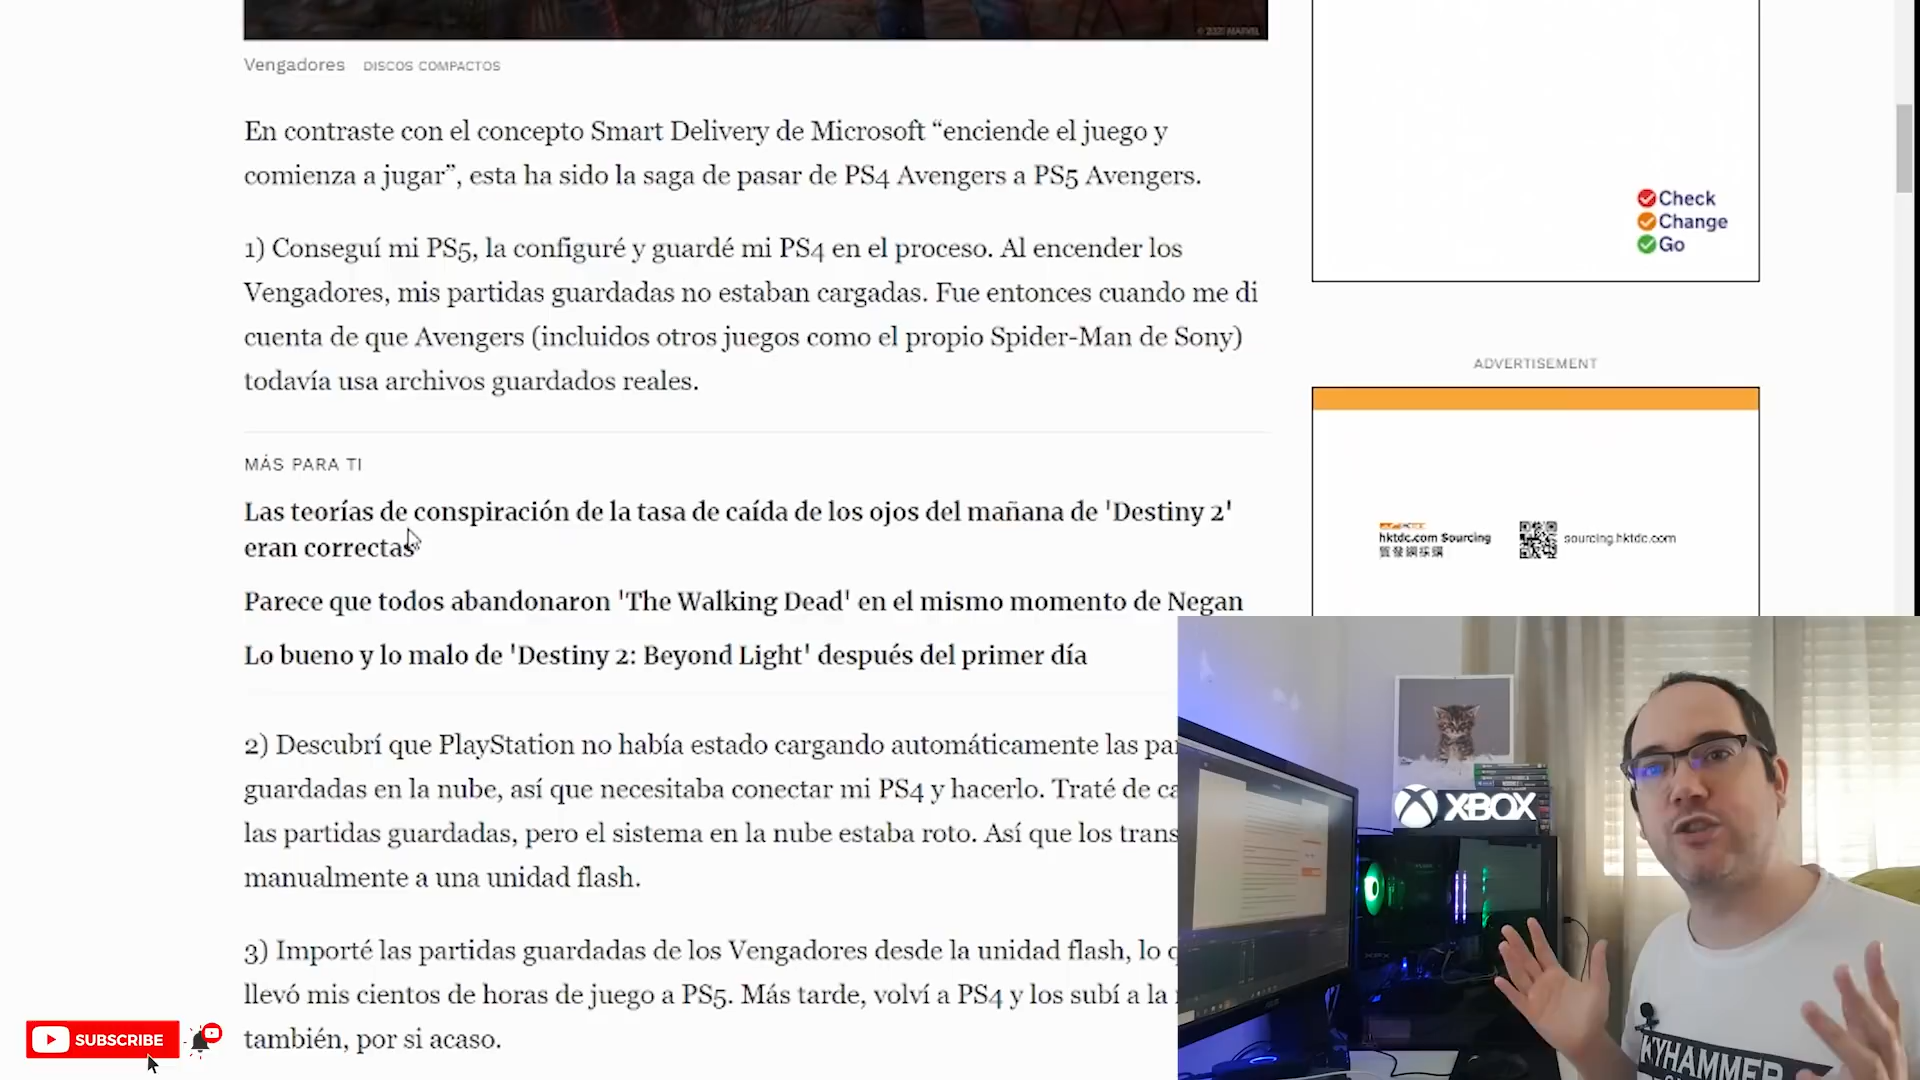 © 2020 MARVEL
Vengadores DISCOS COMPACTOS
En contraste con el concepto Smart Delivery de Microsoft “enciende el juego y
comienza a jugar”, esta ha sido la saga de pasar de PS4 Avengers a PS5 Avengers.
1) Conseguí mi PS5, la configuré y guardé mi PS4 en el proceso. Al encender los
Vengadores, mis partidas guardadas no estaban cargadas. Fue entonces cuando me di
cuenta de que Avengers (incluidos otros juegos como el propio Spider-Man de Sony)
todavía usa archivos guardados reales.
MÁS PARA TI
Las teorías de conspiración de la tasa de caída de los ojos del mañana de 'Destiny 2'
eran correctas
Parece que todos abandonaron 'The Walking Dead' en el mismo momento de Negan
Lo bueno y lo malo de 'Destiny 2: Beyond Light' después del primer día
2) Descubrí que PlayStation no había estado cargando automáticamente las pa
guardadas en la nube, así que necesitaba conectar mi PS4 y hacerlo. Traté de ca
las partidas guardadas, pero el sistema en la nube estaba roto. Así que los trans
manualmente a una unidad flash.
3) Importé las partidas guardadas de los Vengadores desde la unidad flash, lo q
llevó mis cientos de horas de juego a PS5. Más tarde, volví a PS4 y los subí a la
también, por si acaso.
Check
Change
Go
ADVERTISEMENT
hktdc.com Sourcing
貿發網採購
sourcing.hktdc.com
XBOX
KYHAMMER
SUBSCRIBE